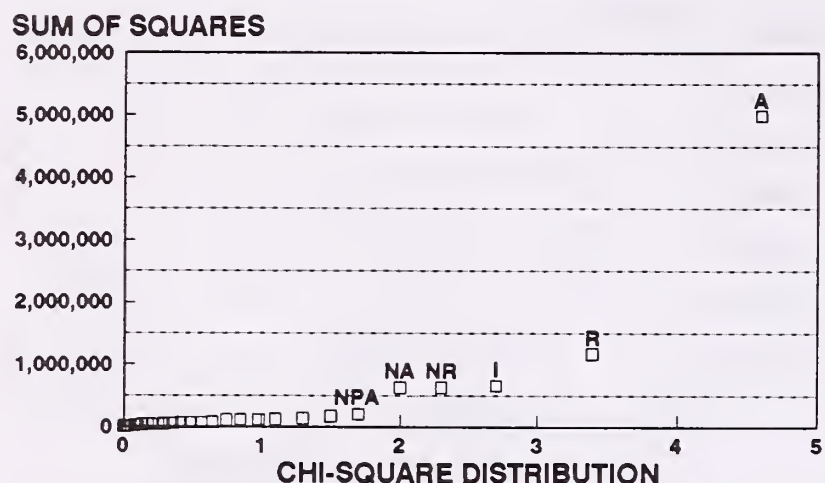 SUM OF SQUARES
6,000,000
5,000,000
4,000,000
3,000,000
2,000,000
1,000,000
0
A
R
I
NR
NA
NPA
0 1 2 3 4 5
CHI-SQUARE DISTRIBUTION